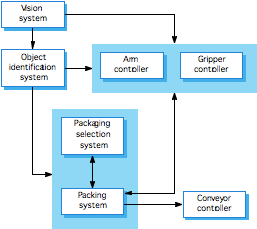 Vision
system
Object
identification
system
Arm
controller
Gripper
controller
Packaging
selection
system
Packing
system
Conveyor
controller